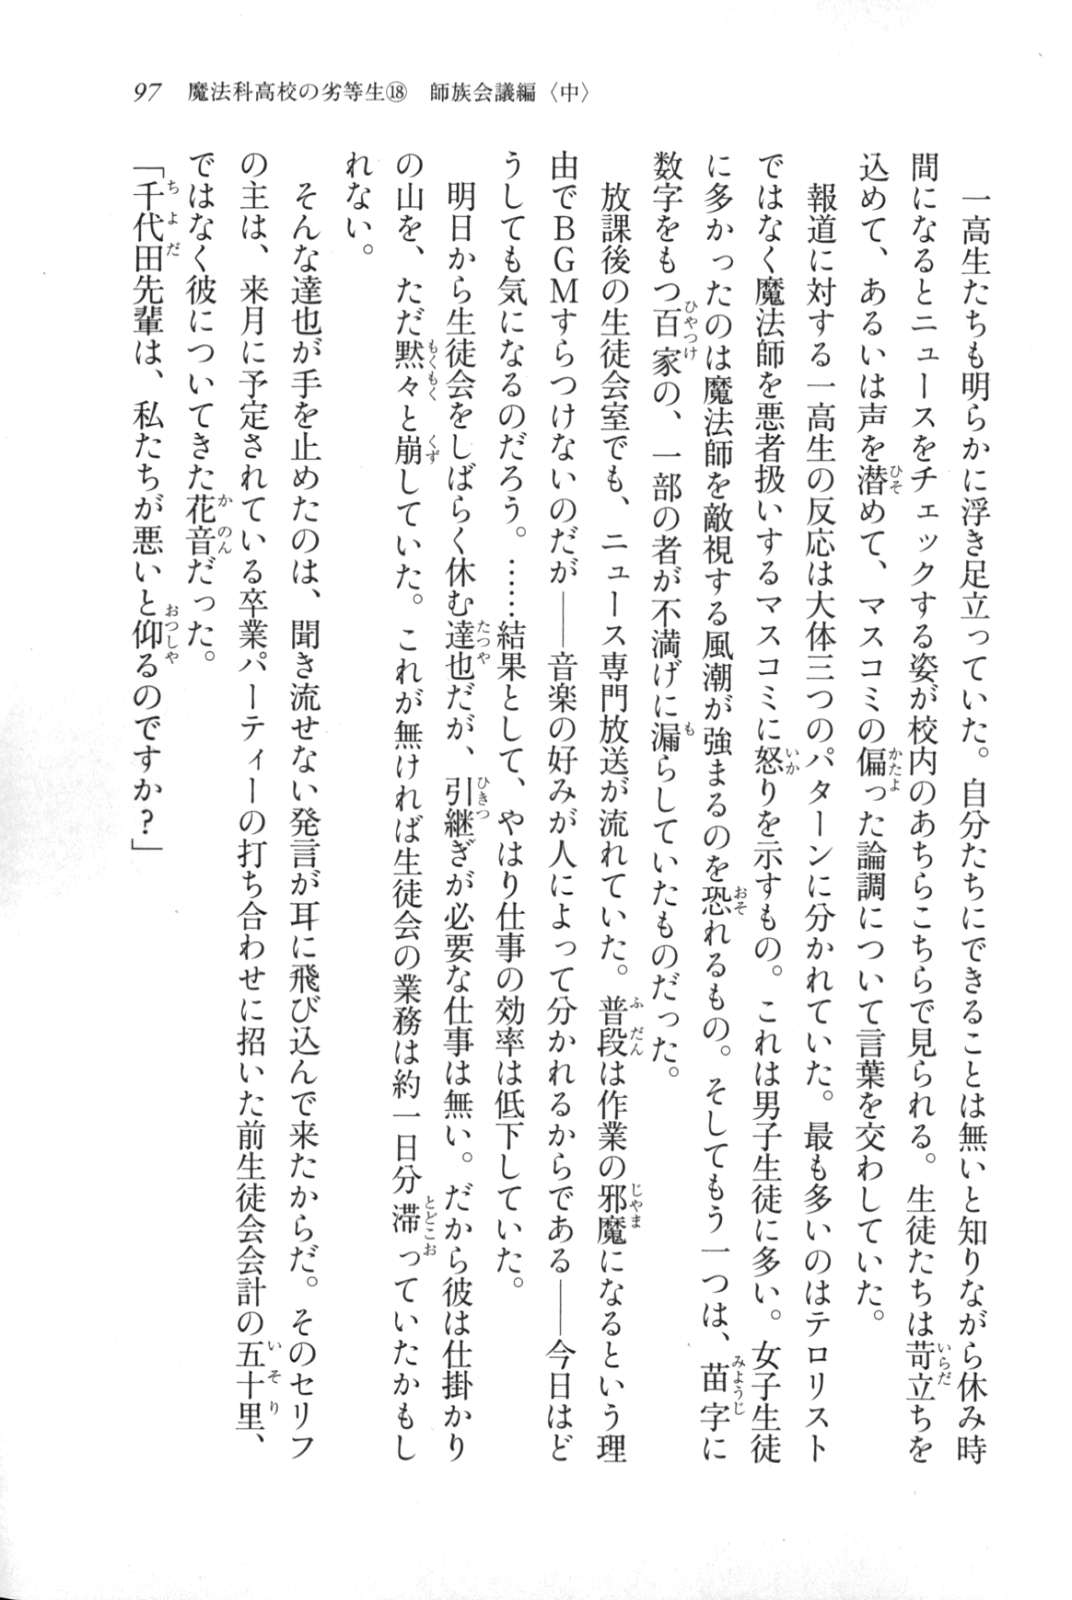 97　魔法科高校の劣等生⑱　師族会議編〈中〉
　一高生たちも明らかに浮き足立っていた。自分たちにできることは無いと知りながら休み時
間になるとニュースをチェックする姿が校内のあちらこちらで見られる。生徒たちは苛立ちを
込めて、あるいは声を潜めて、マスコミの偏った論調について言葉を交わしていた。
　報道に対する一高生の反応は大体三つのパターンに分かれていた。最も多いのはテロリスト
ではなく魔法師を悪者扱いするマスコミに怒りを示すもの。これは男子生徒に多い。女子生徒
に多かったのは魔法師を敵視する風潮が強まるのを恐れるもの。そしてもう一つは、苗字に
数字をもつ百家の、一部の者が不満げに漏らしていたものだった。
　放課後の生徒会室でも、ニュース専門放送が流れていた。普段は作業の邪魔になるという理
由でＢＧＭすらつけないのだが――音楽の好みが人によって分かれるからである――今日はど
うしても気になるのだろう。……結果として、やはり仕事の効率は低下していた。
　明日から生徒会をしばらく休む達也だが、引継ぎが必要な仕事は無い。だから彼は仕掛かり
の山を、ただ黙々と崩していた。これが無ければ生徒会の業務は約一日分滞っていたかもし
れない。
　そんな達也が手を止めたのは、聞き流せない発言が耳に飛び込んで来たからだ。そのセリフ
の主は、来月に予定されている卒業パーティーの打ち合わせに招いた前生徒会会計の五十里、
ではなく彼についてきた花音だった。
「千代田先輩は、私たちが悪いと仰るのですか？」